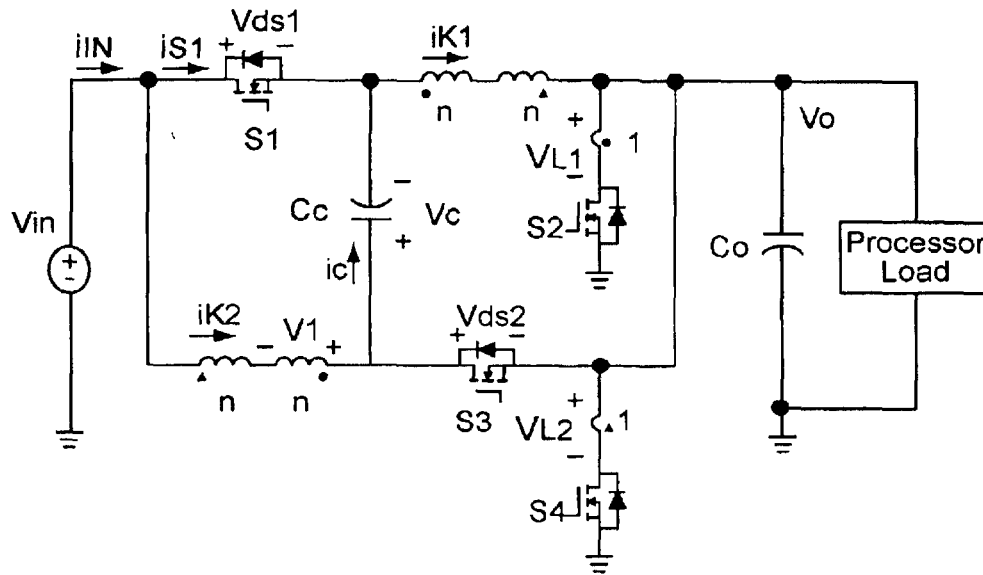 iIN
iS1
Vds1
+
−
iK1
S1
n
n
Vo
+
VL1
−
1
Vin
+
-
Cc
−
Vc
+
ic
S2
Co
Processor
Load
iK2
− V1 +
n
n
Vds2
+
−
S3
+
VL2
−
1
S4